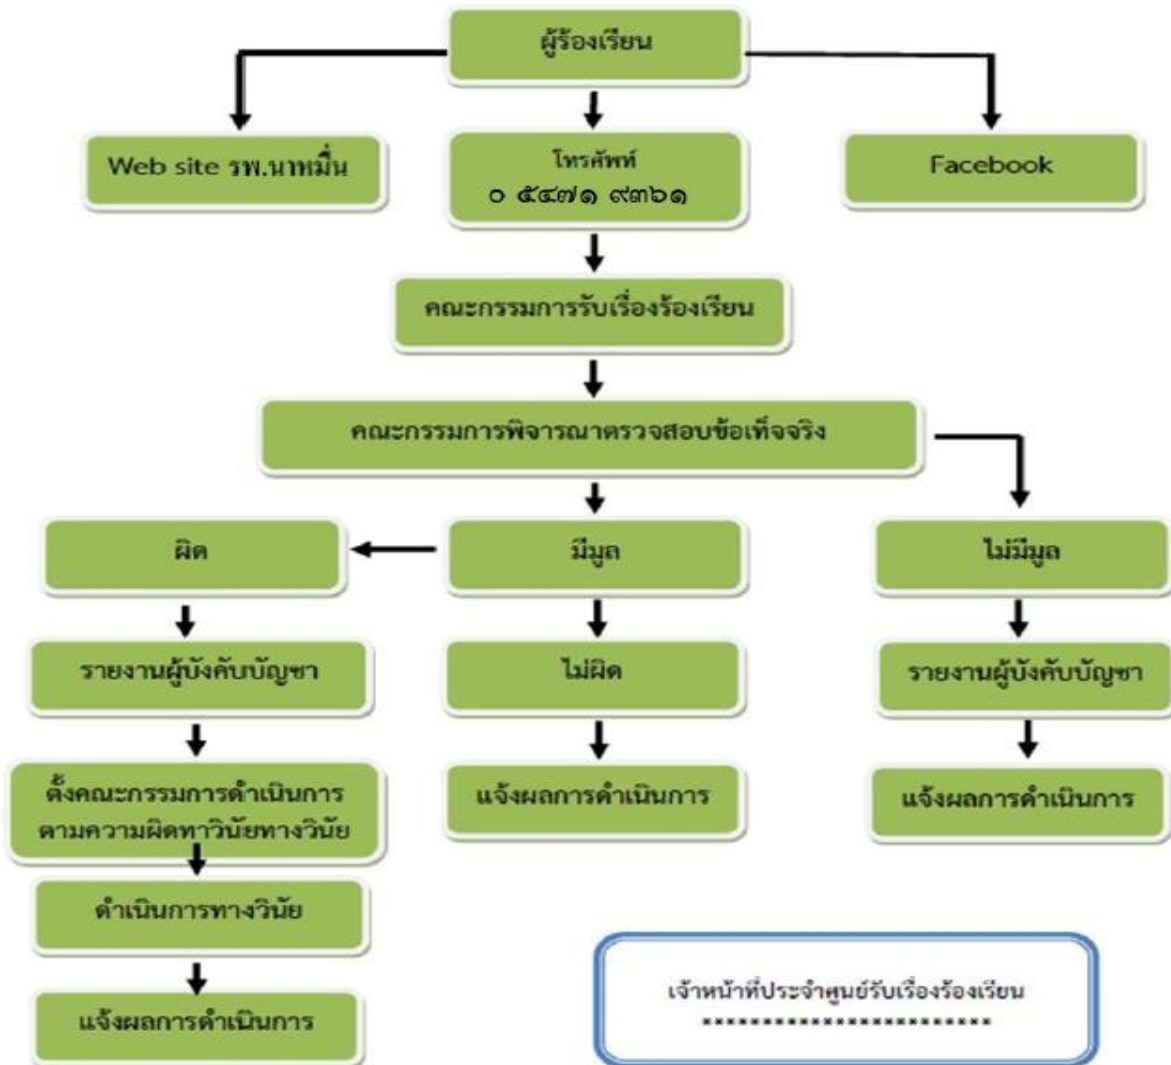 ผู้ร้องเรียน
Web site รพ.นาหมื่น
โทรศัพท์
๐ ๕๔๗๑ ๙๓๖๑
Facebook
คณะกรรมการรับเรื่องร้องเรียน
คณะกรรมการพิจารณาตรวจสอบข้อเท็จจริง
ผิด
มีมูล
ไม่มีมูล
รายงานผู้บังคับบัญชา
ไม่ผิด
รายงานผู้บังคับบัญชา
ตั้งคณะกรรมการดำเนินการ
ตามความผิดทาวินัยทางวินัย
แจ้งผลการดำเนินการ
แจ้งผลการดำเนินการ
ดำเนินการทางวินัย
แจ้งผลการดำเนินการ
เจ้าหน้าที่ประจำศูนย์รับเรื่องร้องเรียน
************************